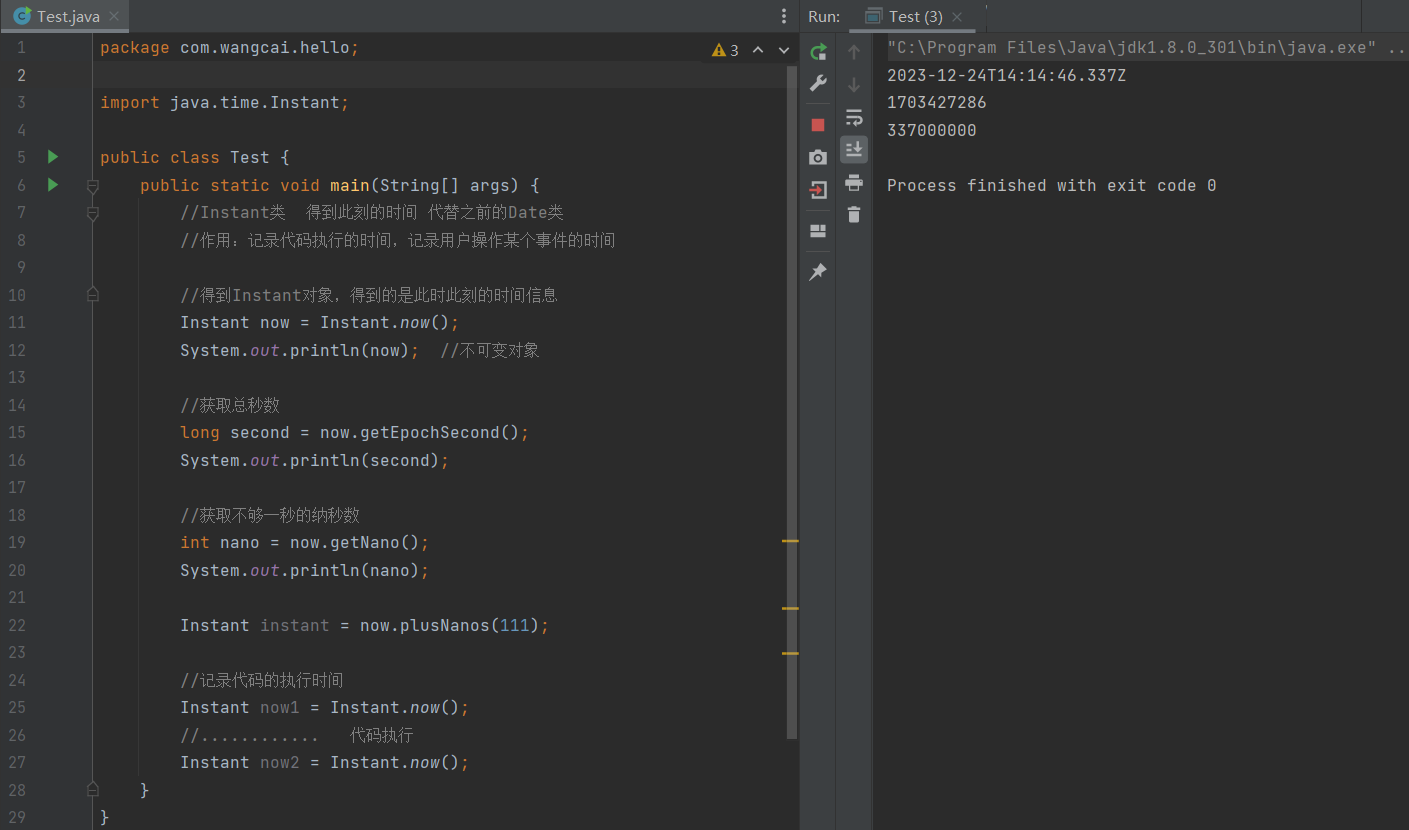 Test.java
Run:
Test (3)
3
1 package com.wangcai.hello;
2
3 import java.time.Instant;
4
5 public class Test {
6 public static void main(String[] args) {
7 //Instant类  得到此刻的时间 代替之前的Date类
8 //作用：记录代码执行的时间，记录用户操作某个事件的时间
9
10 //得到Instant对象，得到的是此时此刻的时间信息
11 Instant now = Instant.now();
12 System.out.println(now);  //不可变对象
13
14 //获取总秒数
15 long second = now.getEpochSecond();
16 System.out.println(second);
17
18 //获取不够一秒的纳秒数
19 int nano = now.getNano();
20 System.out.println(nano);
21
22 Instant instant = now.plusNanos(111);
23
24 //记录代码的执行时间
25 Instant now1 = Instant.now();
26 //............   代码执行
27 Instant now2 = Instant.now();
28 }
29 }
"C:\Program Files\Java\jdk1.8.0_301\bin\java.exe" ..
2023-12-24T14:14:46.337Z
1703427286
337000000
Process finished with exit code 0